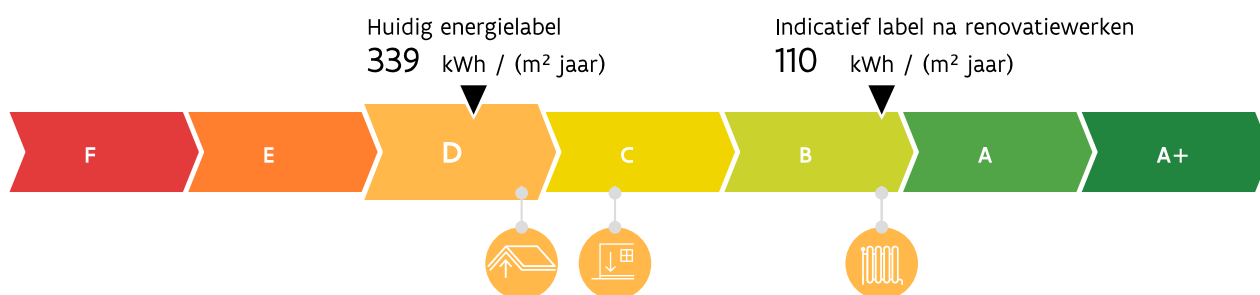 Huidig energielabel
339 kWh / (m² jaar)
Indicatief label na renovatiewerken
110 kWh / (m² jaar)
F
E
D
C
B
A
A+